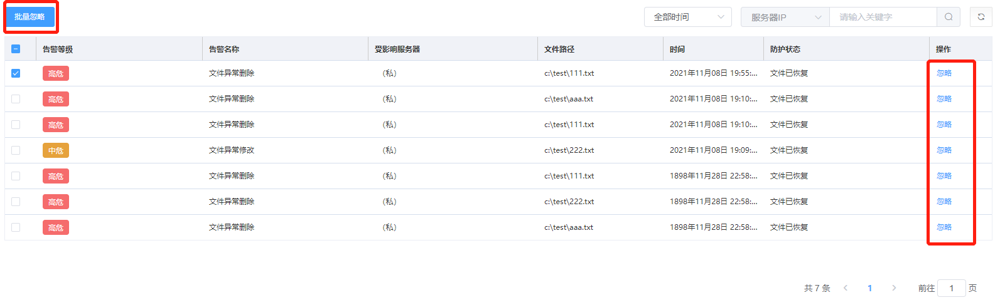 批量忽略 全部时间 服务器IP 请输入关键字
告警等级 告警名称 受影响服务器 文件路径 时间 防护状态 操作
高危 文件异常删除 (私) c:\test\111.txt 2021年11月08日 19:55:... 文件已恢复 忽略
高危 文件异常删除 (私) c:\test\aaa.txt 2021年11月08日 19:10:... 文件已恢复 忽略
高危 文件异常删除 (私) c:\test\111.txt 2021年11月08日 19:10:... 文件已恢复 忽略
中危 文件异常修改 (私) c:\test\222.txt 2021年11月08日 19:09:... 文件已恢复 忽略
高危 文件异常删除 (私) c:\test\111.txt 1898年11月28日 22:58:... 文件已恢复 忽略
高危 文件异常删除 (私) c:\test\222.txt 1898年11月28日 22:58:... 文件已恢复 忽略
高危 文件异常删除 (私) c:\test\aaa.txt 1898年11月28日 22:58:... 文件已恢复 忽略
共 7 条 1 前往 1 页